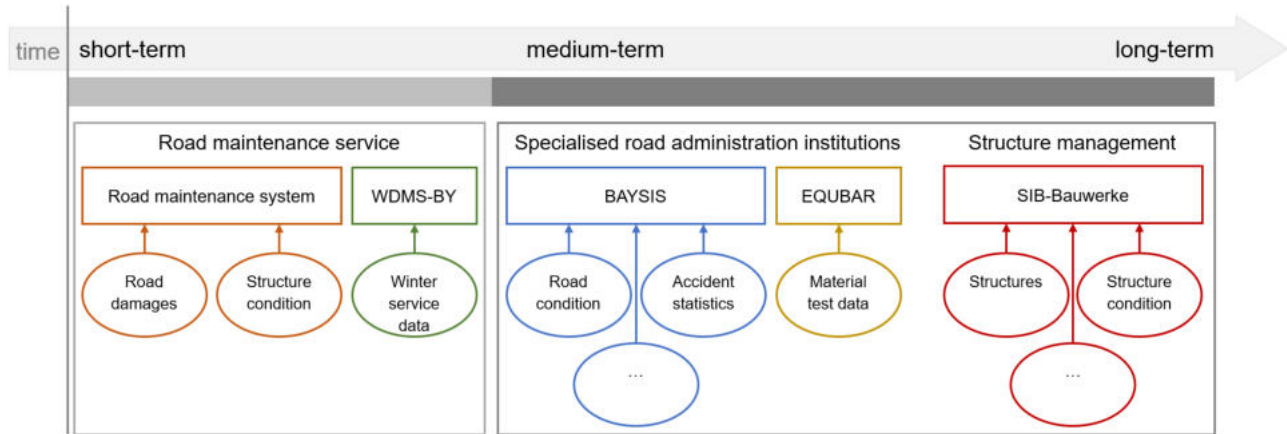 time
short-term
medium-term
long-term
Road maintenance service
Specialised road administration institutions
Structure management
Road maintenance system
WDMS-BY
BAYSIS
EQUBAR
SIB-Bauwerke
Road
damages
Structure
condition
Winter
service
data
Road
condition
Accident
statistics
Material
test data
Structures
Structure
condition
...
...